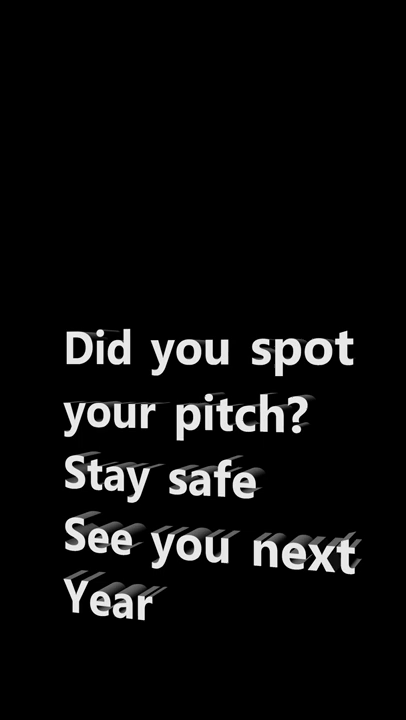 Did you spot
your pitch?
Stay safe
See you next
Year